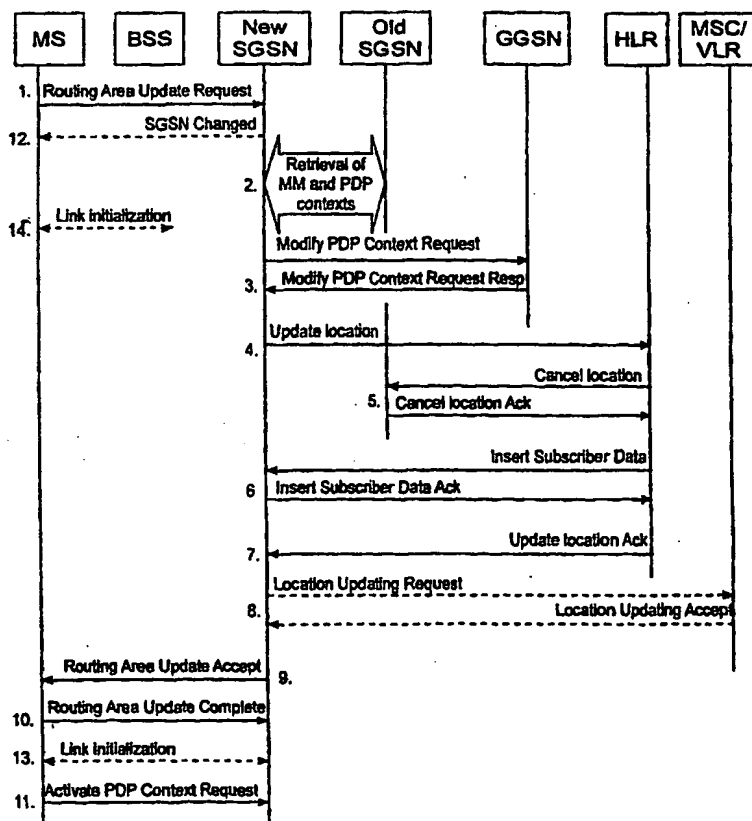 MS
BSS
New
SGSN
Old
SGSN
GGSN
HLR
MSC/
VLR
1. Routing Area Update Request
12. SGSN Changed
2. Retrieval of
MM and PDP
contexts
14. Link initialization
Modify PDP Context Request
3. Modify PDP Context Request Resp
4. Update location
Cancel location
5. Cancel location Ack
Insert Subscriber Data
6 Insert Subscriber Data Ack
7. Update location Ack
Location Updating Request
8. Location Updating Accept
Routing Area Update Accept 9.
10. Routing Area Update Complete
13. Link Initialization
11. Activate PDP Context Request